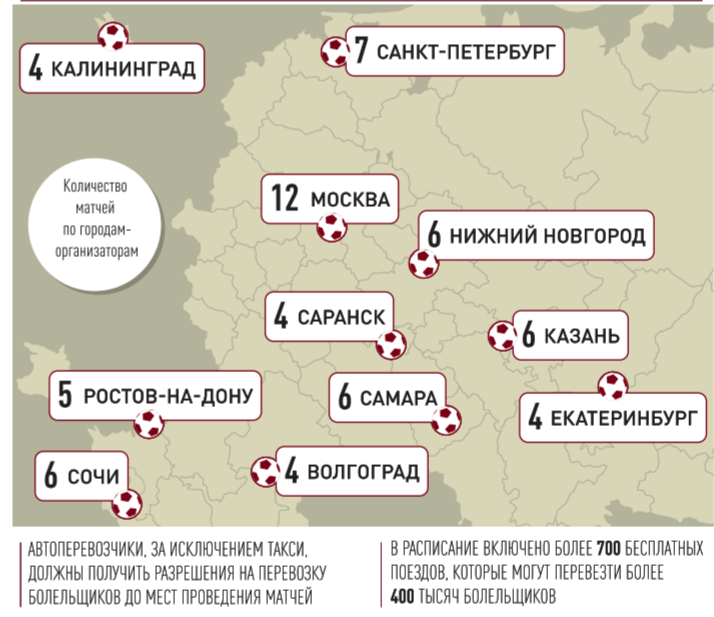 4 КАЛИНИНГРАД
7 САНКТ-ПЕТЕРБУРГ
Количество
матчей
по городам-
организаторам
12 МОСКВА
6 НИЖНИЙ НОВГОРОД
4 САРАНСК
6 КАЗАНЬ
5 РОСТОВ-НА-ДОНУ
6 САМАРА
4 ЕКАТЕРИНБУРГ
6 СОЧИ
4 ВОЛГОГРАД
АВТОПЕРЕВОЗЧИКИ, ЗА ИСКЛЮЧЕНИЕМ ТАКСИ,
ДОЛЖНЫ ПОЛУЧИТЬ РАЗРЕШЕНИЯ НА ПЕРЕВОЗКУ
БОЛЕЛЬЩИКОВ ДО МЕСТ ПРОВЕДЕНИЯ МАТЧЕЙ
В РАСПИСАНИЕ ВКЛЮЧЕНО БОЛЕЕ 700 БЕСПЛАТНЫХ
ПОЕЗДОВ, КОТОРЫЕ МОГУТ ПЕРЕВЕЗТИ БОЛЕЕ
400 ТЫСЯЧ БОЛЕЛЬЩИКОВ